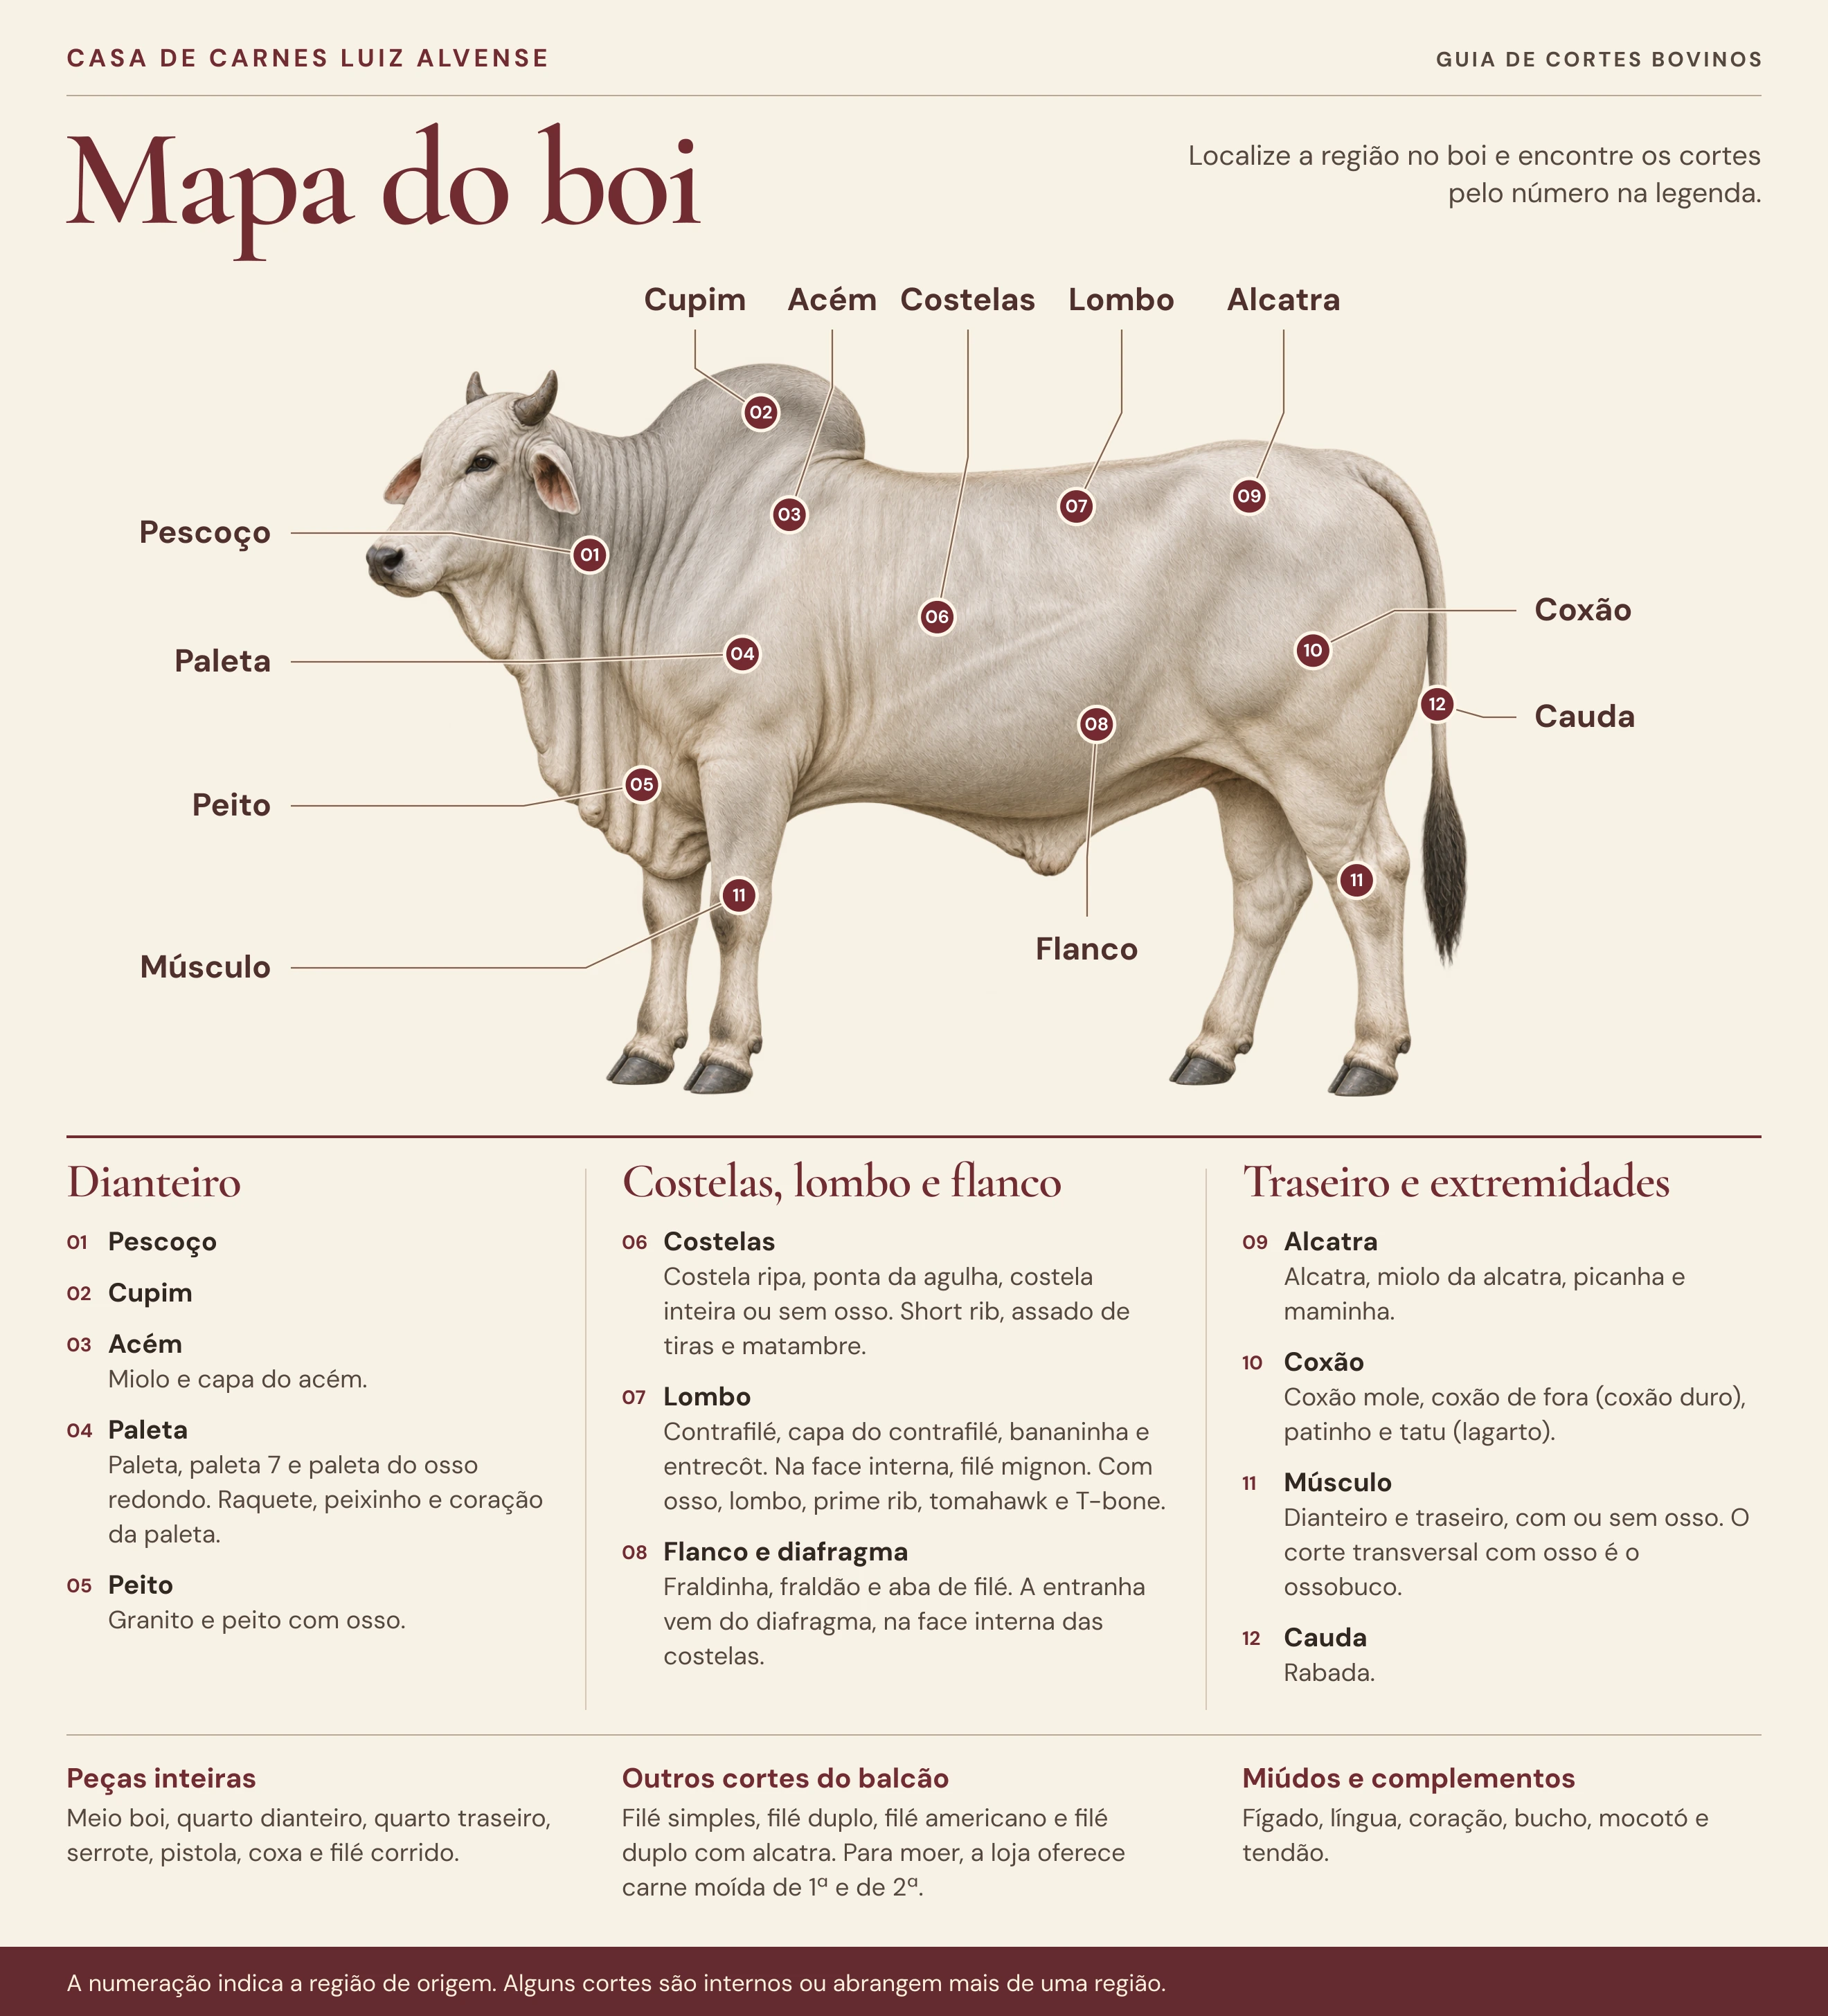 CASA DE CARNES LUIZ ALVENSE
GUIA DE CORTES BOVINOS
Mapa do boi
Localize a região no boi e encontre os cortes
pelo número na legenda.
Cupim
Acém
Costelas
Lombo
Alcatra
02
09
07
03
Pescoço
01
Coxão
06
10
Paleta
04
12
Cauda
08
Peito
05
11
11
Flanco
Músculo
Dianteiro
01 Pescoço
02 Cupim
03 Acém
Miolo e capa do acém.
04 Paleta
Paleta, paleta 7 e paleta do osso
redondo. Raquete, peixinho e coração
da paleta.
05 Peito
Granito e peito com osso.
Costelas, lombo e flanco
06 Costelas
Costela ripa, ponta da agulha, costela
inteira ou sem osso. Short rib, assado de
tiras e matambre.
07 Lombo
Contrafilé, capa do contrafilé, bananinha e
entrecôt. Na face interna, filé mignon. Com
osso, lombo, prime rib, tomahawk e T-bone.
08 Flanco e diafragma
Fraldinha, fraldão e aba de filé. A entranha
vem do diafragma, na face interna das
costelas.
Traseiro e extremidades
09 Alcatra
Alcatra, miolo da alcatra, picanha e
maminha.
10 Coxão
Coxão mole, coxão de fora (coxão duro),
patinho e tatu (lagarto).
11 Músculo
Dianteiro e traseiro, com ou sem osso. O
corte transversal com osso é o
ossobuco.
12 Cauda
Rabada.
Peças inteiras
Meio boi, quarto dianteiro, quarto traseiro,
serrote, pistola, coxa e filé corrido.
Outros cortes do balcão
Filé simples, filé duplo, filé americano e filé
duplo com alcatra. Para moer, a loja oferece
carne moída de 1ª e de 2ª.
Miúdos e complementos
Fígado, língua, coração, bucho, mocotó e
tendão.
A numeração indica a região de origem. Alguns cortes são internos ou abrangem mais de uma região.